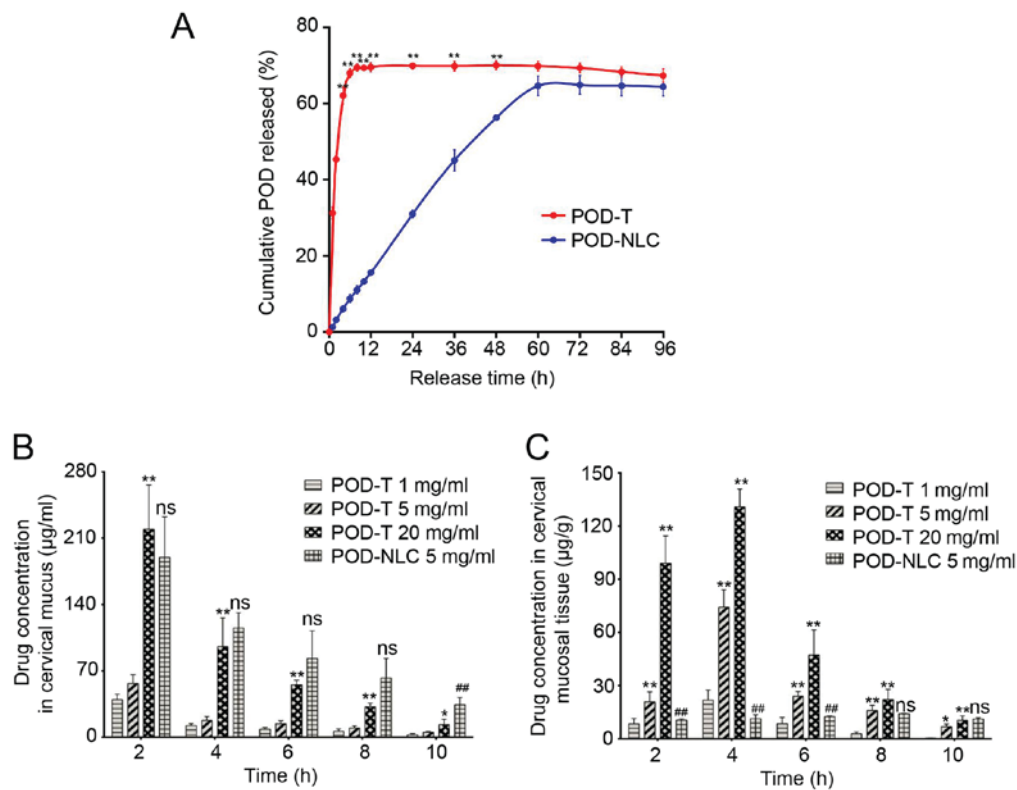 A
80
60
40
20
0
Cumulative POD released (%)
** ** ** ** ** ** ** ** **
POD-T
POD-NLC
0 12 24 36 48 60 72 84 96
Release time (h)
B
280
210
140
70
0
Drug concentration
in cervical mucus (μg/ml)
POD-T 1 mg/ml
POD-T 5 mg/ml
POD-T 20 mg/ml
POD-NLC 5 mg/ml
** ns
** ns
** ns
** ns
* ##
2 4 6 8 10
Time (h)
C
150
120
90
60
30
0
Drug concentration in cervical
mucosal tissue (μg/g)
POD-T 1 mg/ml
POD-T 5 mg/ml
POD-T 20 mg/ml
POD-NLC 5 mg/ml
** ** ##
** ** ##
** ** ##
** ** ns
* ** ns
2 4 6 8 10
Time (h)